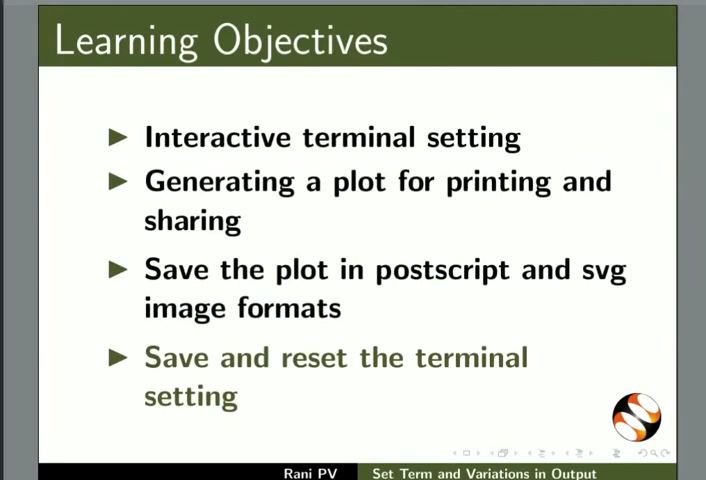 Learning Objectives
Interactive terminal setting
Generating a plot for printing and
sharing
Save the plot in postscript and svg
image formats
Save and reset the terminal
setting
Rani PV Set Term and Variations in Output